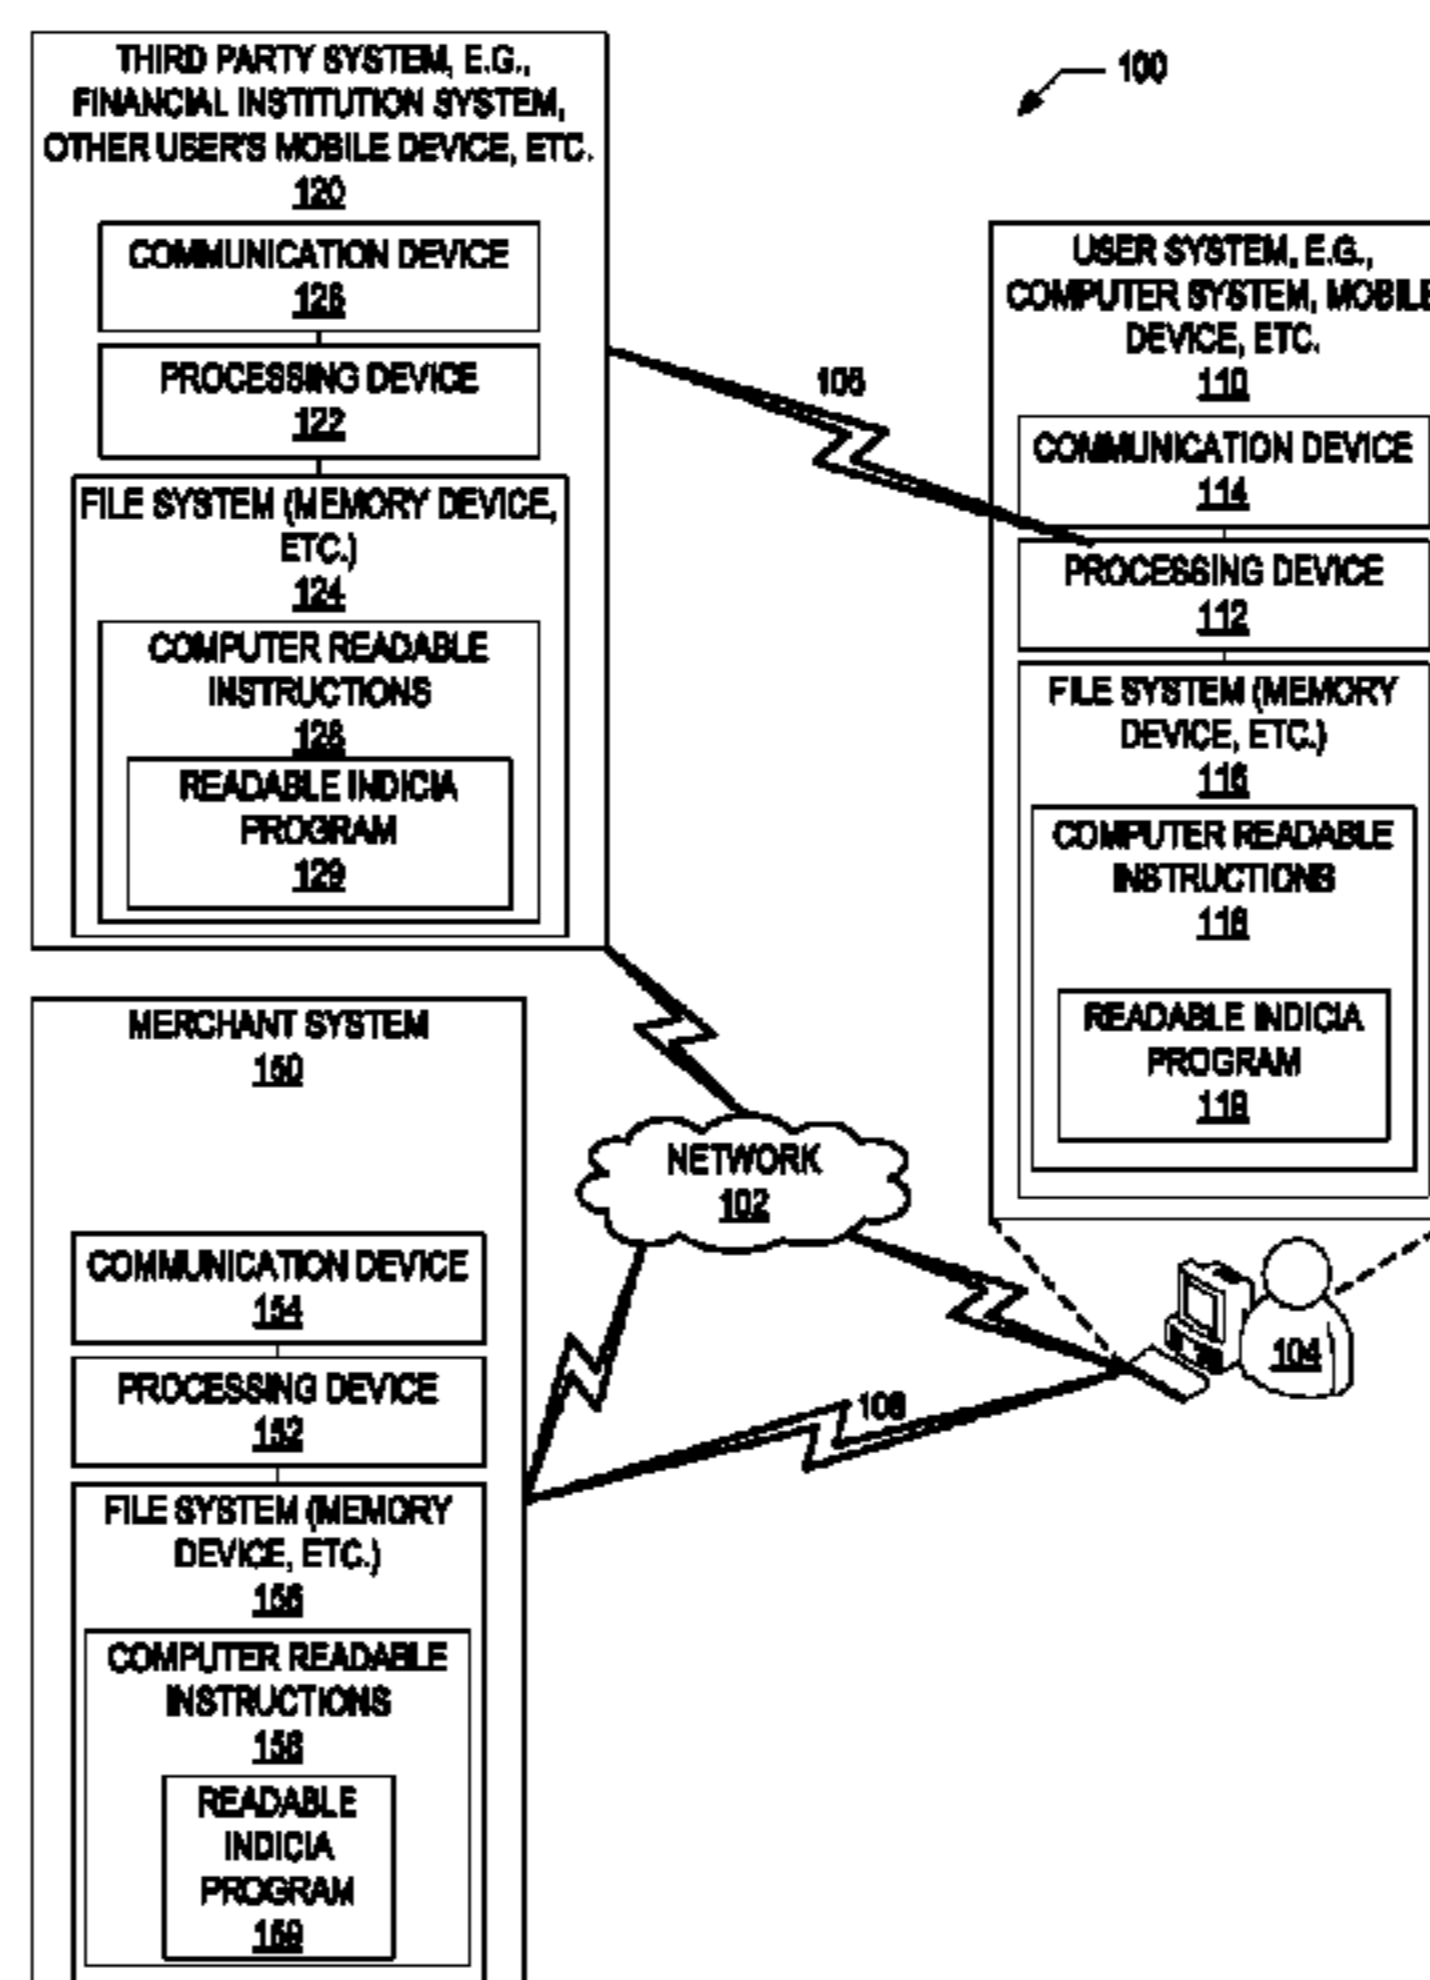 THIRD PARTY SYSTEM, E.G.,
FINANCIAL INSTITUTION SYSTEM,
OTHER USER'S MOBILE DEVICE, ETC.
120
COMMUNICATION DEVICE
126
PROCESSING DEVICE
122
FILE SYSTEM (MEMORY DEVICE,
ETC.)
124
COMPUTER READABLE
INSTRUCTIONS
128
READABLE INDICIA
PROGRAM
129
100
USER SYSTEM, E.G.,
COMPUTER SYSTEM, MOBILE
DEVICE, ETC.
110
COMMUNICATION DEVICE
114
PROCESSING DEVICE
112
FILE SYSTEM (MEMORY
DEVICE, ETC.)
116
COMPUTER READABLE
INSTRUCTIONS
118
READABLE INDICIA
PROGRAM
119
MERCHANT SYSTEM
150
COMMUNICATION DEVICE
154
PROCESSING DEVICE
152
FILE SYSTEM (MEMORY
DEVICE, ETC.)
156
COMPUTER READABLE
INSTRUCTIONS
158
READABLE
INDICIA
PROGRAM
159
NETWORK
102
104